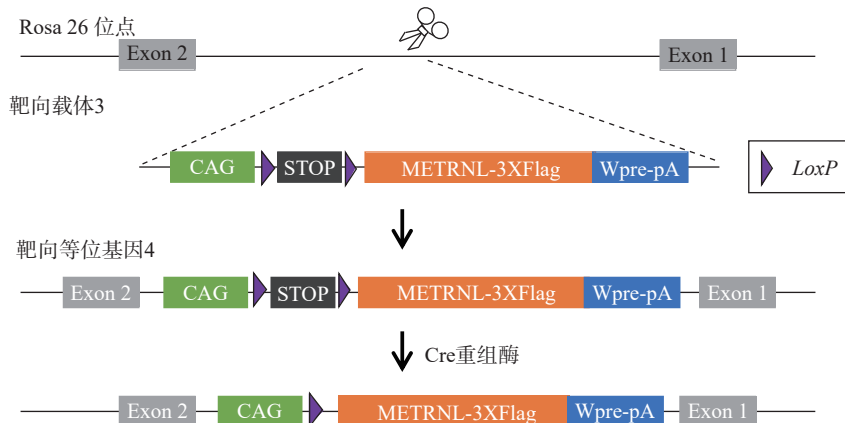 Rosa 26 位点
Exon 2 Exon 1
靶向载体3
CAG STOP METRNL-3XFlag Wpre-pA LoxP
靶向等位基因4
Exon 2 CAG STOP METRNL-3XFlag Wpre-pA Exon 1
Cre重组酶
Exon 2 CAG METRNL-3XFlag Wpre-pA Exon 1